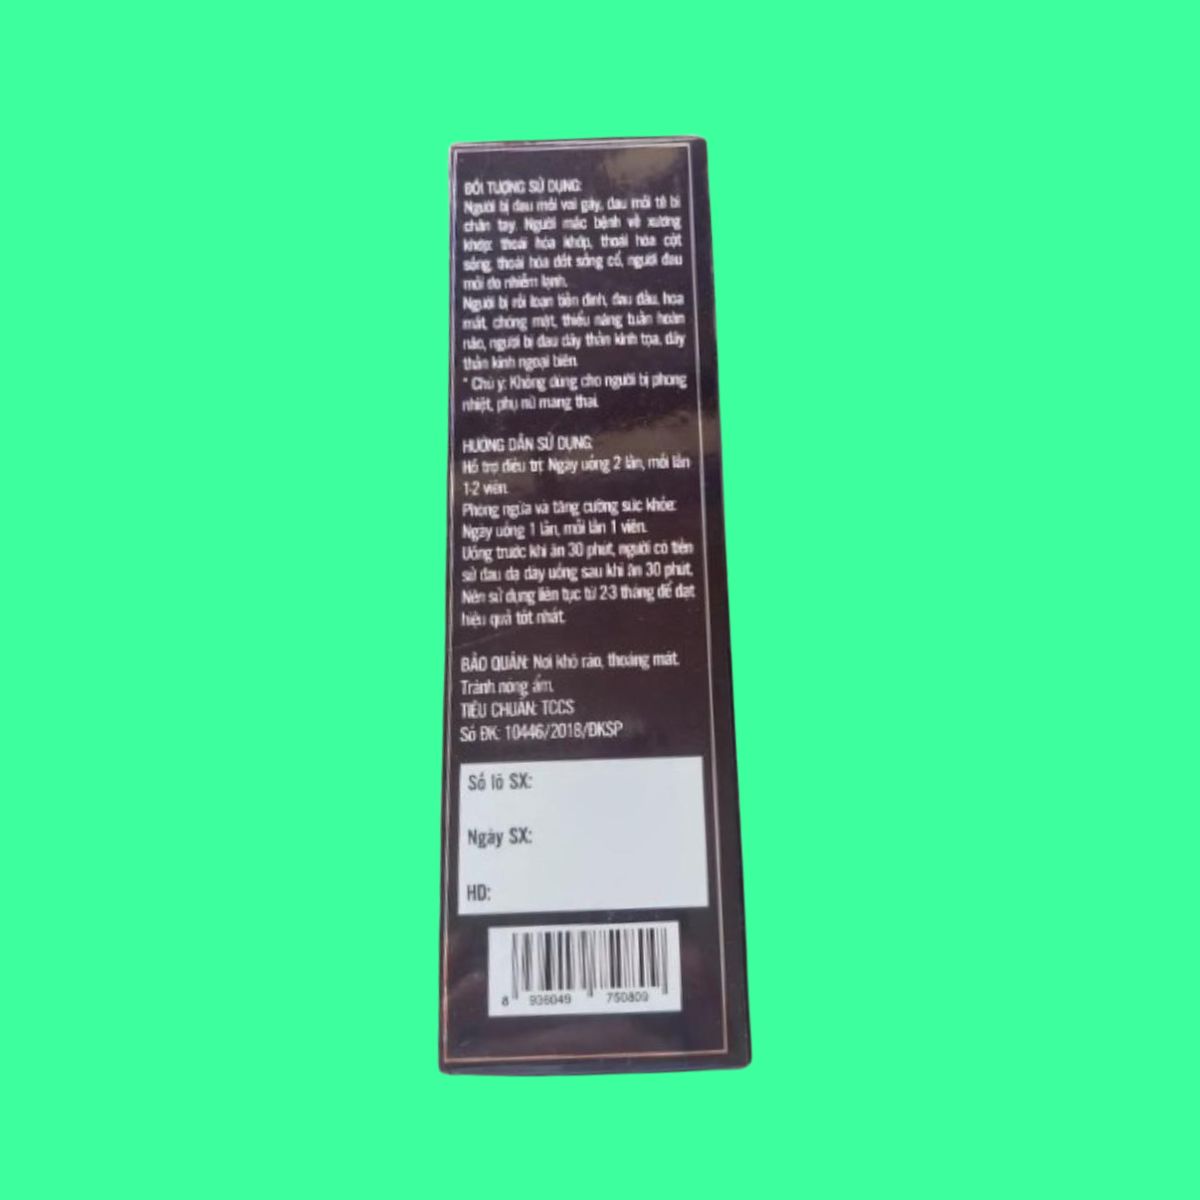 ĐỐI TƯỢNG SỬ DỤNG:
Người bị đau mỏi vai gáy, đau mỏi tê bì
chân tay. Người mắc bệnh về xương
khớp: thoái hóa khớp, thoái hóa cột
sống, thoái hóa đốt sống cổ, người đau
mỏi do nhiễm lạnh.
Người bị rối loạn tiền đình, đau đầu, hoa
mắt, chóng mặt, thiểu năng tuần hoàn
não, người bị đau dây thần kinh tọa, dây
thần kinh ngoại biên.
* Chú ý: Không dùng cho người bị phong
nhiệt, phụ nữ mang thai.
HƯỚNG DẪN SỬ DỤNG:
Hỗ trợ điều trị: Ngày uống 2 lần, mỗi lần
1-2 viên.
Phòng ngừa và tăng cường sức khỏe:
Ngày uống 1 lần, mỗi lần 1 viên.
Uống trước khi ăn 30 phút, người có tiền
sử đau dạ dày uống sau khi ăn 30 phút.
Nên sử dụng liên tục từ 2-3 tháng để đạt
hiệu quả tốt nhất.
BẢO QUẢN: Nơi khô ráo, thoáng mát.
Tránh nóng ẩm.
TIÊU CHUẨN: TCCS
Số ĐK: 10446/2018/ĐKSP
Số lô SX:
Ngày SX:
HD:
8 936049 750809